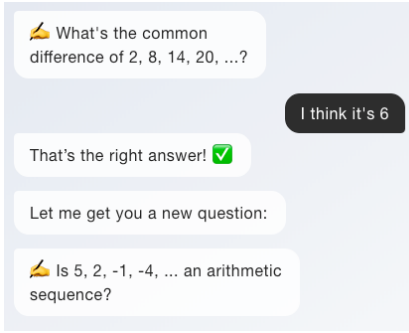 ✍️ What's the common
difference of 2, 8, 14, 20, ...?
I think it's 6
That’s the right answer! ✅
Let me get you a new question:
✍️ Is 5, 2, -1, -4, ... an arithmetic
sequence?